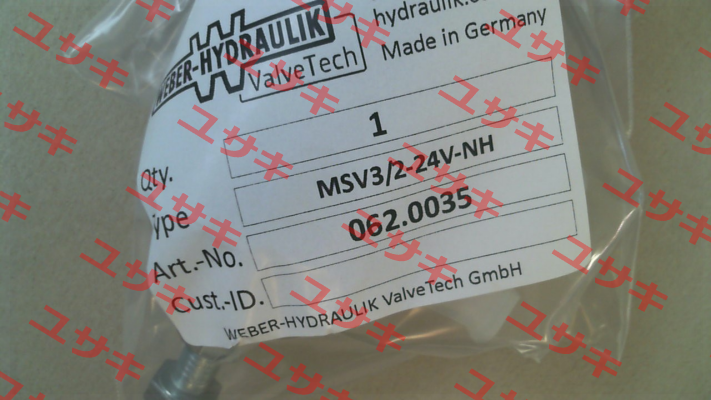 WEBER-HYDRAULIK
ValveTech
Made in Germany
Qty. 1
Type MSV3/2-24V-NH
Art.-No. 062.0035
Cust.-ID.
WEBER-HYDRAULIK ValveTech GmbH
ユサキ